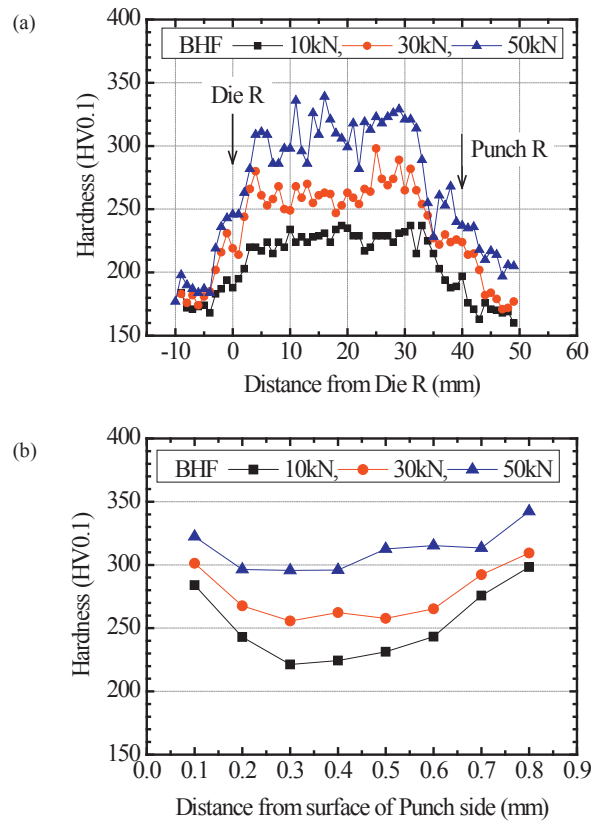 (a)
BHF 10kN, 30kN, 50kN
Die R
Punch R
Hardness (HV0.1)
400
350
300
250
200
150
-10 0 10 20 30 40 50 60
Distance from Die R (mm)
(b)
BHF 10kN, 30kN, 50kN
Hardness (HV0.1)
400
350
300
250
200
150
0.0 0.1 0.2 0.3 0.4 0.5 0.6 0.7 0.8 0.9
Distance from surface of Punch side (mm)